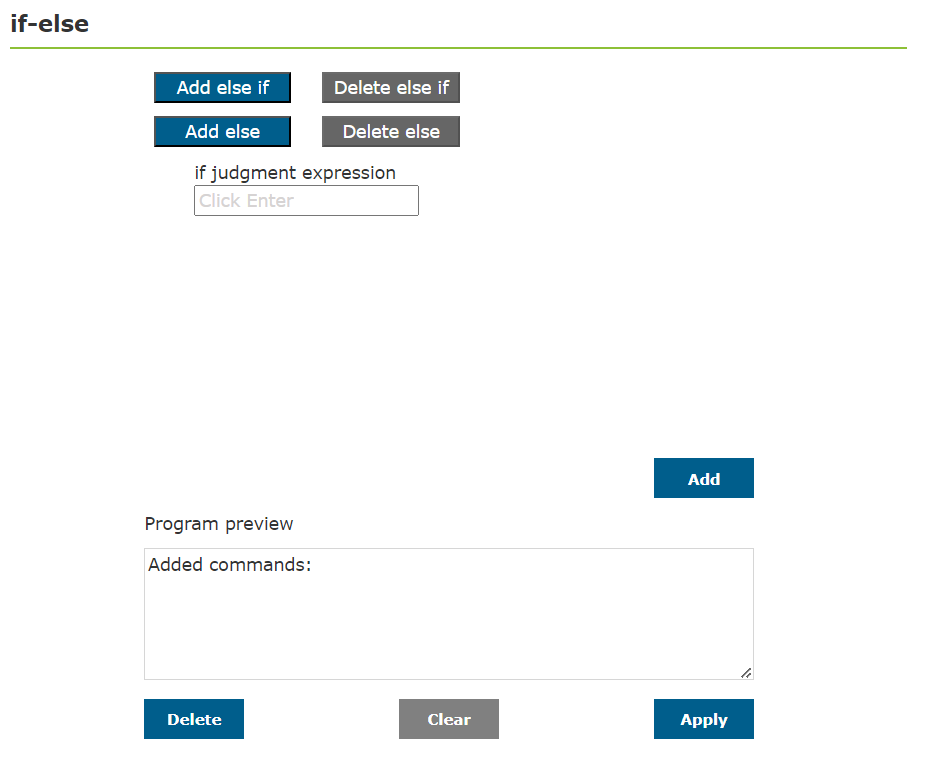 if-else
Add else if
Delete else if
Add else
Delete else
if judgment expression
Click Enter
Add
Program preview
Added commands:
Delete
Clear
Apply